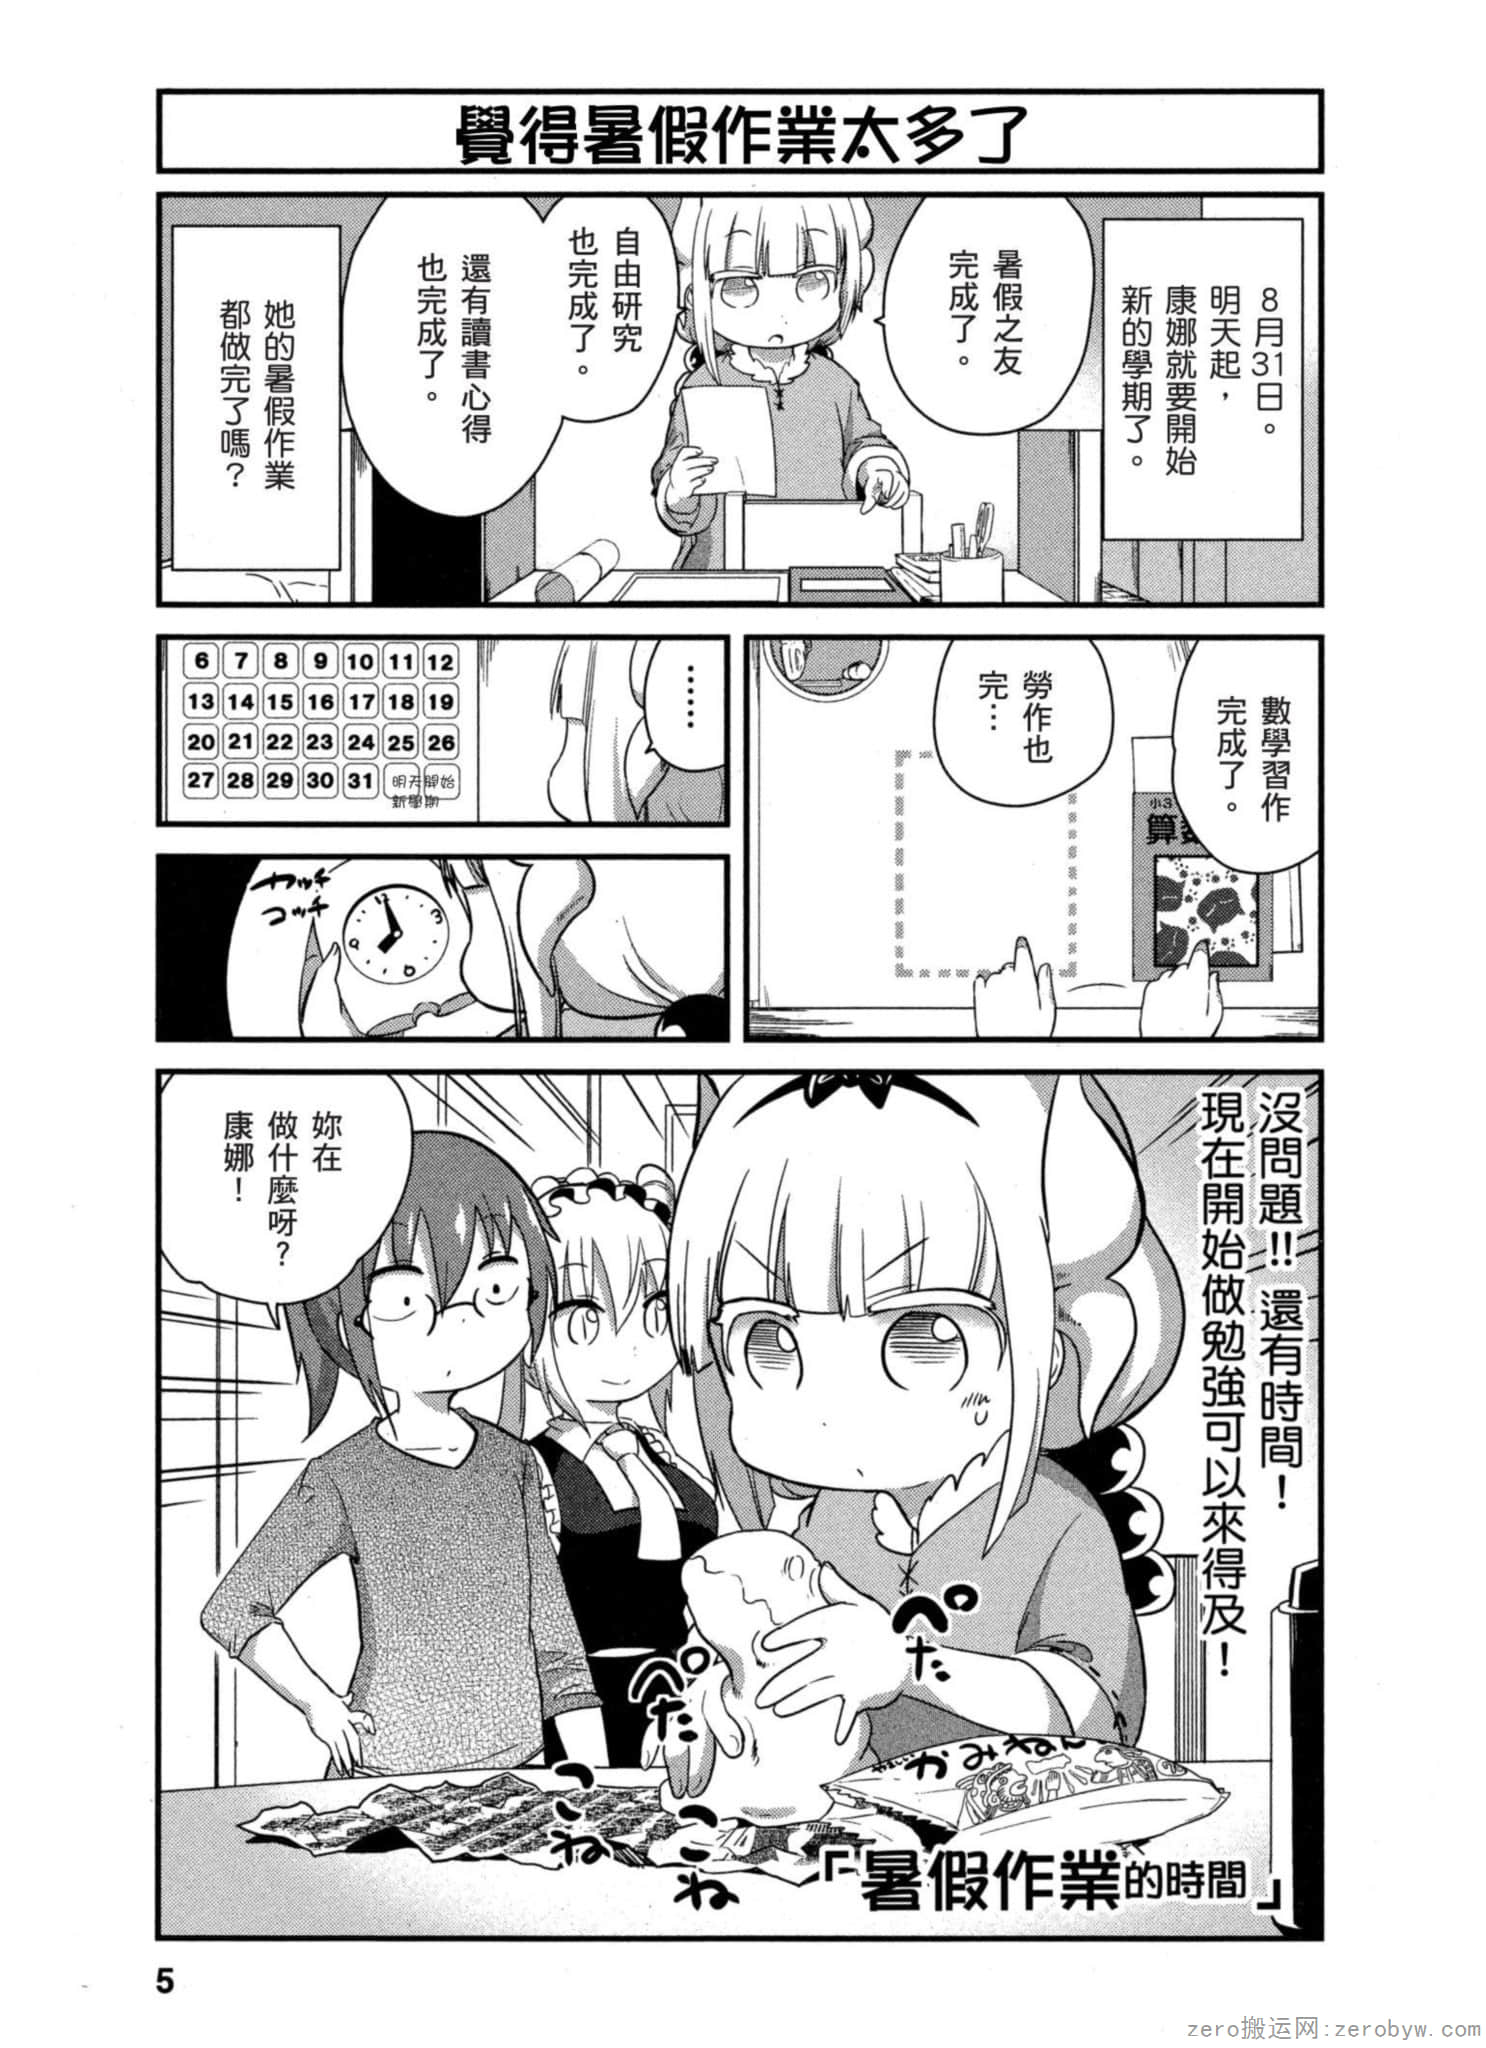 覺得暑假作業太多了
8月31日。
明天起，
康娜就要開始
新的學期了。
暑假之友
完成了。
自由研究
也完成了。
還有讀書心得
也完成了。
她的暑假作業
都做完了嗎？
數學習作
完成了。
小3
算数
勞作也
完…
……
6 7 8 9 10 11 12
13 14 15 16 17 18 19
20 21 22 23 24 25 26
27 28 29 30 31
明天開始
新學期
カッチ
コッチ
12
3
6
9
沒問題!!還有時間！
現在開始做勉強可以來得及！
妳在
做什麼呀？
康娜！
ペた
ペた
こね
こね
かみねんど
「暑假作業的時間」
5
zero搬运网:zerobyw.com